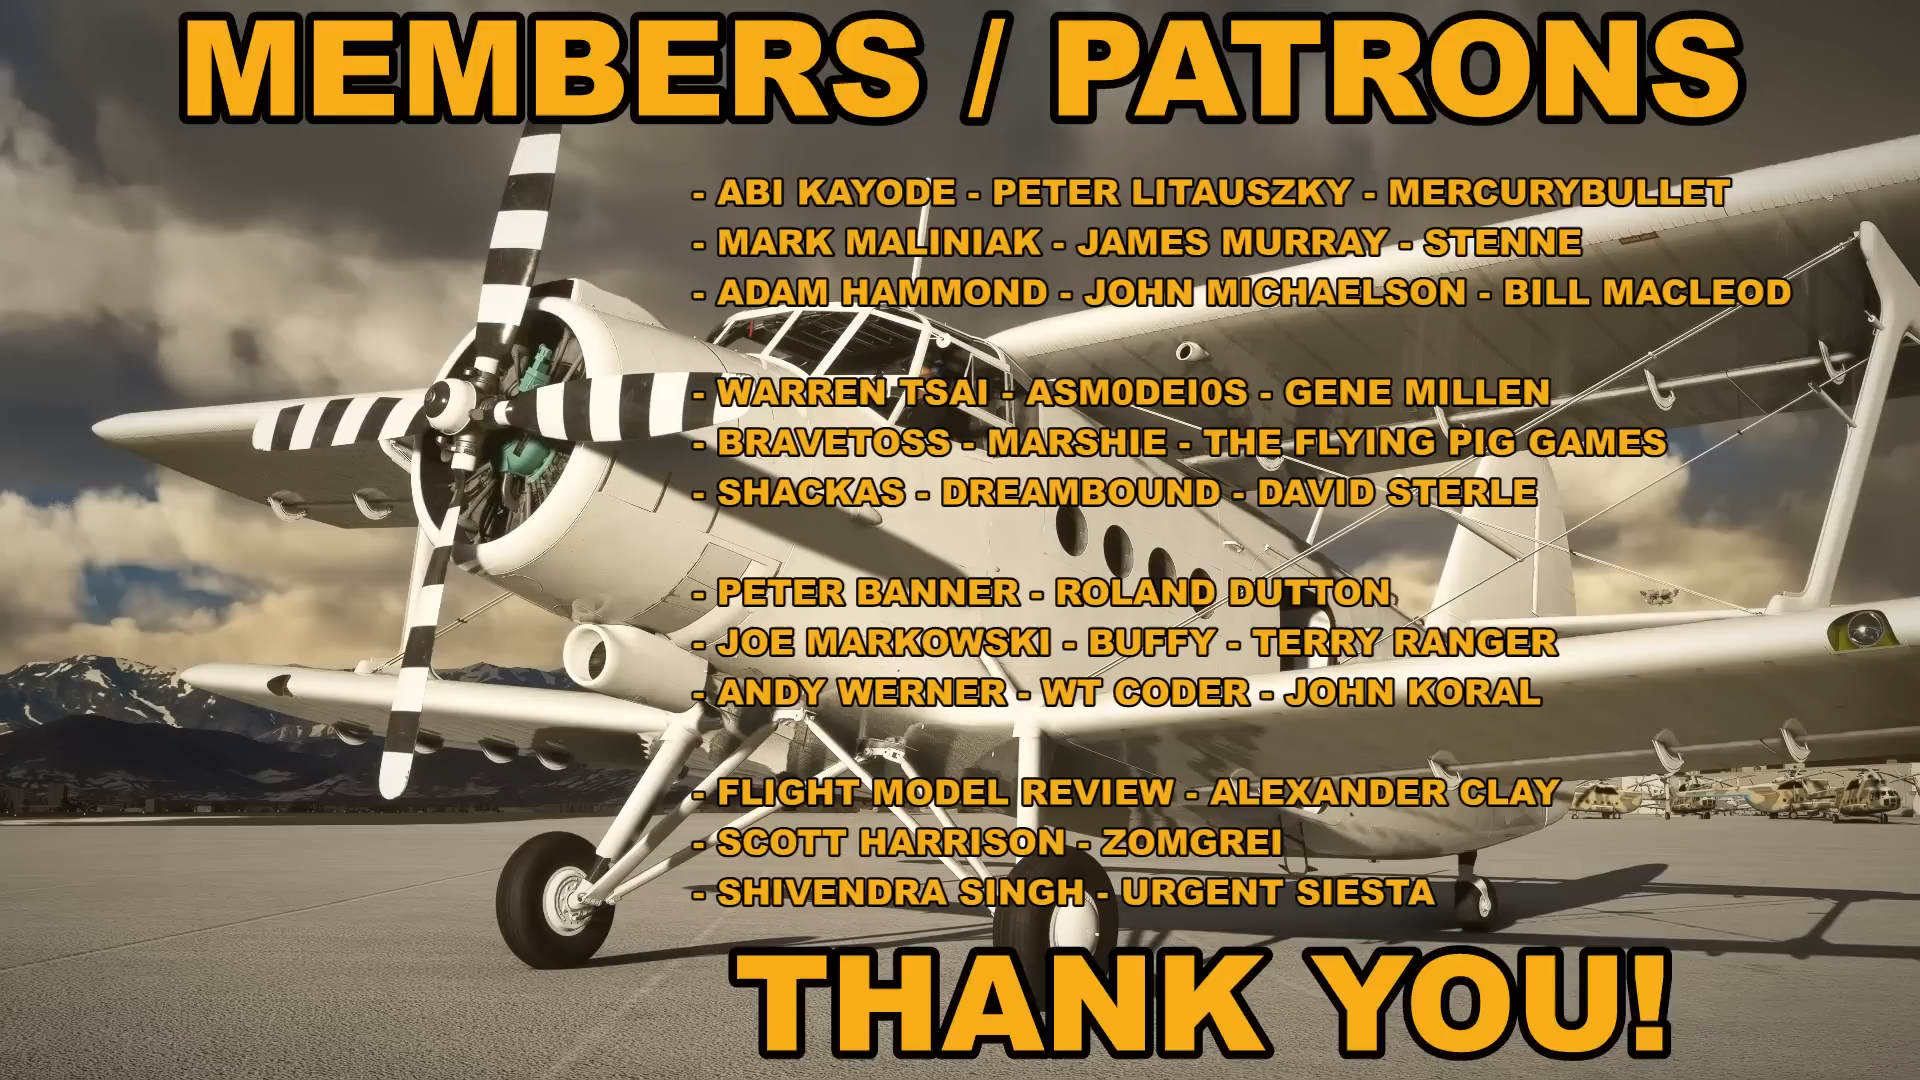 MEMBERS / PATRONS
- ABI KAYODE - PETER LITAUSZKY - MERCURYBULLET
- MARK MALINIAK - JAMES MURRAY - STENNE
- ADAM HAMMOND - JOHN MICHAELSON - BILL MACLEOD
- WARREN TSAI - ASM0DEI0S - GENE MILLEN
- BRAVETOSS - MARSHIE - THE FLYING PIG GAMES
- SHACKAS - DREAMBOUND - DAVID STERLE
- PETER BANNER - ROLAND DUTTON
- JOE MARKOWSKI - BUFFY - TERRY RANGER
- ANDY WERNER - WT CODER - JOHN KORAL
- FLIGHT MODEL REVIEW - ALEXANDER CLAY
- SCOTT HARRISON - ZOMGREI
- SHIVENDRA SINGH - URGENT SIESTA
THANK YOU!